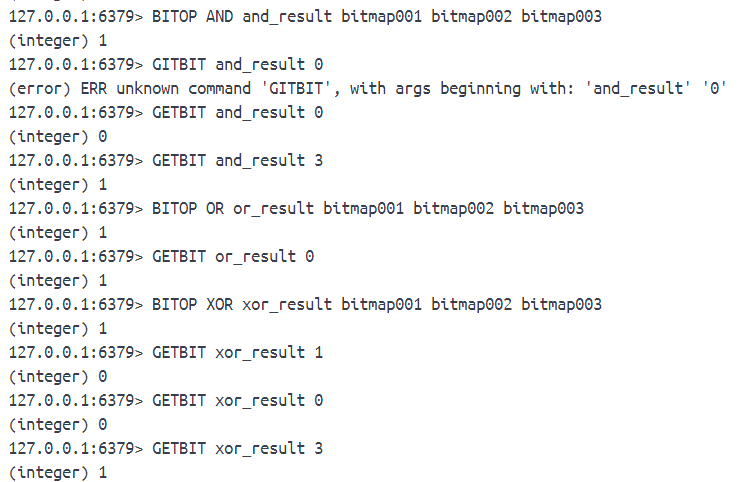 127.0.0.1:6379> BITOP AND and_result bitmap001 bitmap002 bitmap003
(integer) 1
127.0.0.1:6379> GITBIT and_result 0
(error) ERR unknown command 'GITBIT', with args beginning with: 'and_result' '0'
127.0.0.1:6379> GETBIT and_result 0
(integer) 0
127.0.0.1:6379> GETBIT and_result 3
(integer) 1
127.0.0.1:6379> BITOP OR or_result bitmap001 bitmap002 bitmap003
(integer) 1
127.0.0.1:6379> GETBIT or_result 0
(integer) 1
127.0.0.1:6379> BITOP XOR xor_result bitmap001 bitmap002 bitmap003
(integer) 1
127.0.0.1:6379> GETBIT xor_result 1
(integer) 0
127.0.0.1:6379> GETBIT xor_result 0
(integer) 0
127.0.0.1:6379> GETBIT xor_result 3
(integer) 1